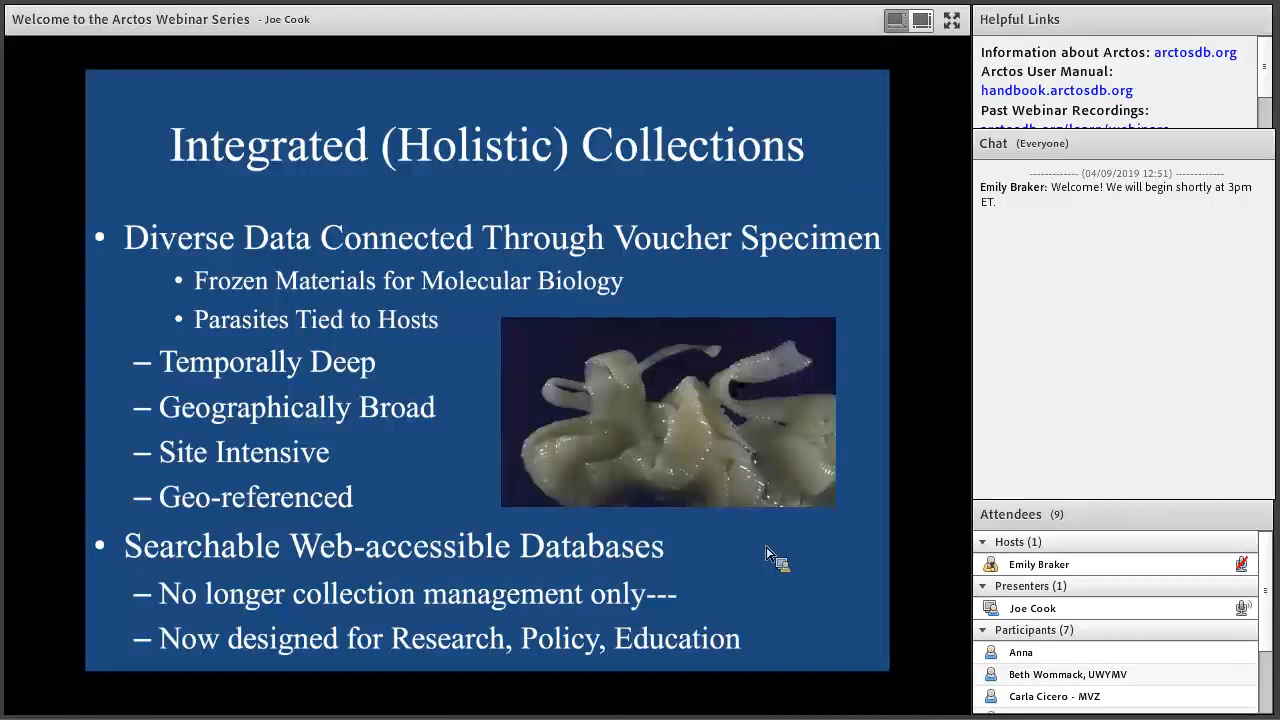 Welcome to the Arctos Webinar Series - Joe Cook
Integrated (Holistic) Collections
• Diverse Data Connected Through Voucher Specimen
• Frozen Materials for Molecular Biology
• Parasites Tied to Hosts
– Temporally Deep
– Geographically Broad
– Site Intensive
– Geo-referenced
• Searchable Web-accessible Databases
– No longer collection management only---
– Now designed for Research, Policy, Education
Helpful Links
Information about Arctos: arctosdb.org
Arctos User Manual:
handbook.arctosdb.org
Past Webinar Recordings:
arctosdb.org/learn/webinars
Chat (Everyone)
------------- (04/09/2019 12:51) -------------
Emily Braker: Welcome! We will begin shortly at 3pm
ET.
Attendees (9)
Hosts (1)
Emily Braker
Presenters (1)
Joe Cook
Participants (7)
Anna
Beth Wommack, UWYMV
Carla Cicero - MVZ